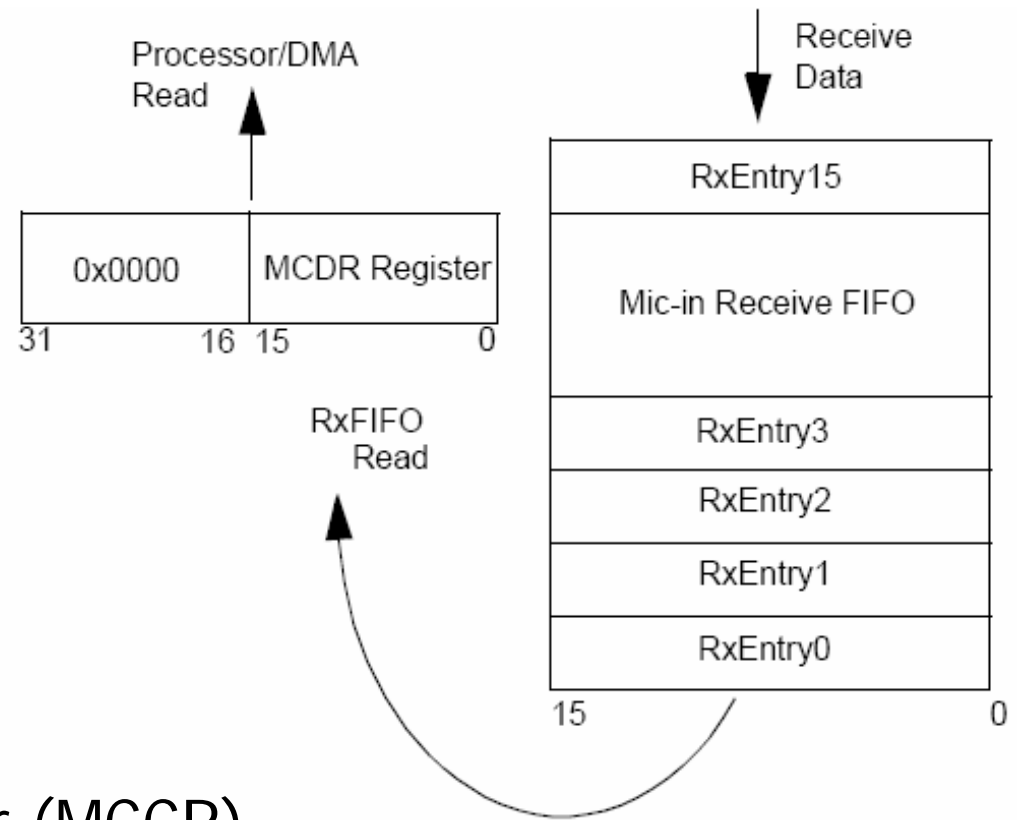 Processor/DMA
Read
Receive
Data
0x0000
MCDR Register
31
16
15
0
RxFIFO
Read
RxEntry15
Mic-in Receive FIFO
RxEntry3
RxEntry2
RxEntry1
RxEntry0
15
0
(MCCR)